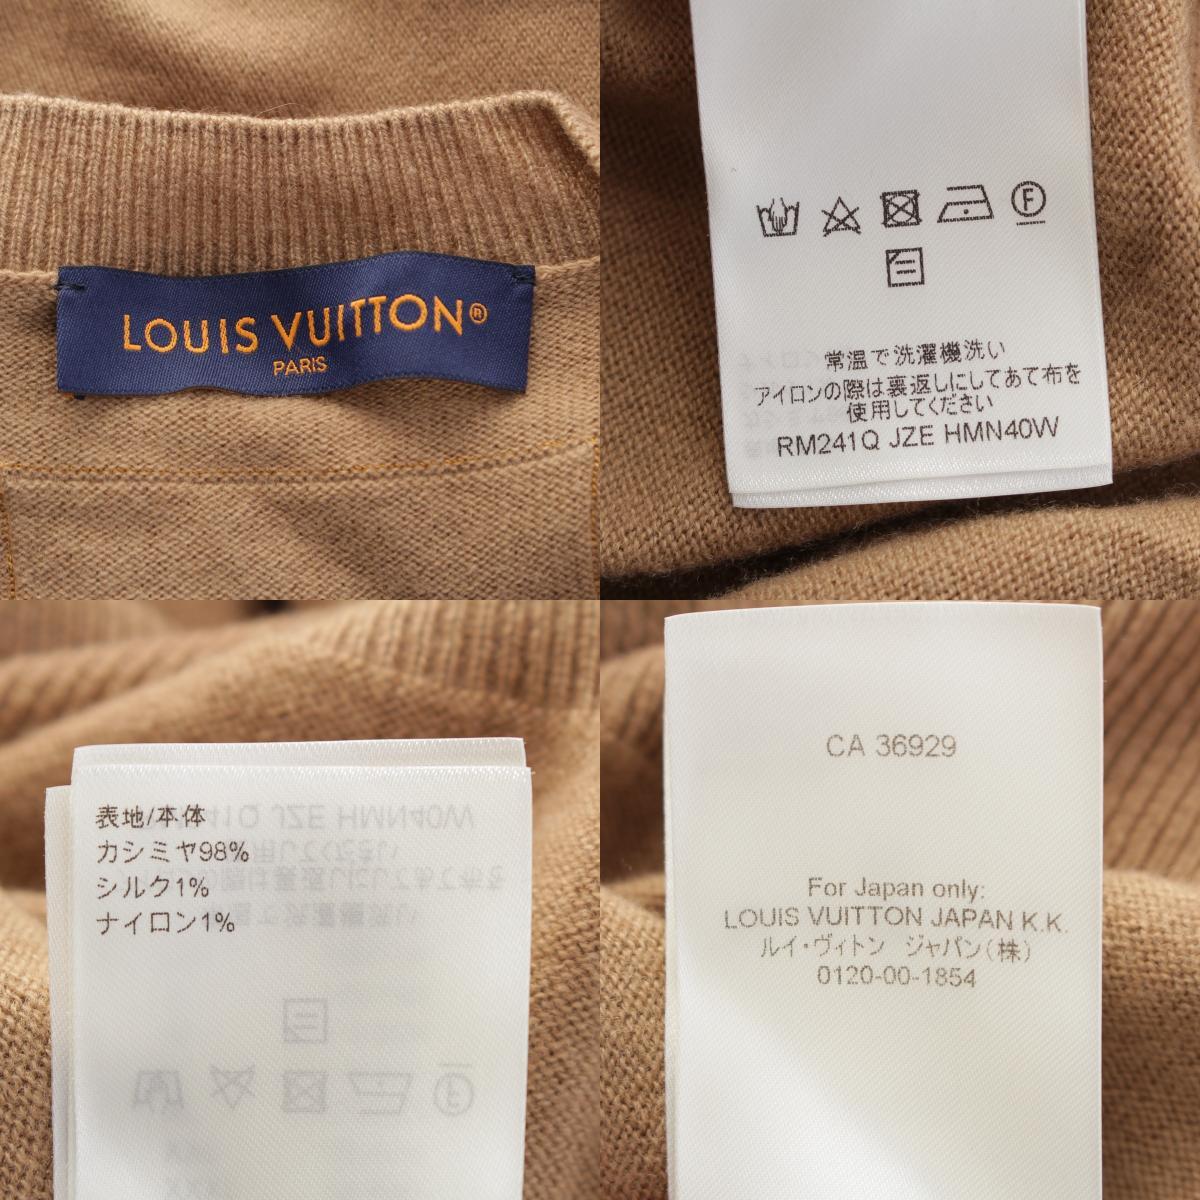 LOUIS VUITTON®
PARIS
F
常温で洗濯機洗い
アイロンの際は裏返しにしてあて布を
使用してください
RM241Q JZE HMN40W
表地/本体
カシミヤ98%
シルク1%
ナイロン1%
CA 36929
For Japan only:
LOUIS VUITTON JAPAN K.K.
ルイ・ヴィトン ジャパン(株)
0120-00-1854